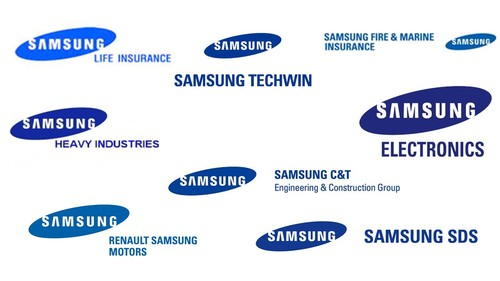 SAMSUNG
LIFE INSURANCE
SAMSUNG
SAMSUNG TECHWIN
SAMSUNG FIRE & MARINE
INSURANCE
SAMSUNG
SAMSUNG
HEAVY INDUSTRIES
SAMSUNG
ELECTRONICS
SAMSUNG
SAMSUNG C&T
Engineering & Construction Group
SAMSUNG
RENAULT SAMSUNG
MOTORS
SAMSUNG
SAMSUNG SDS